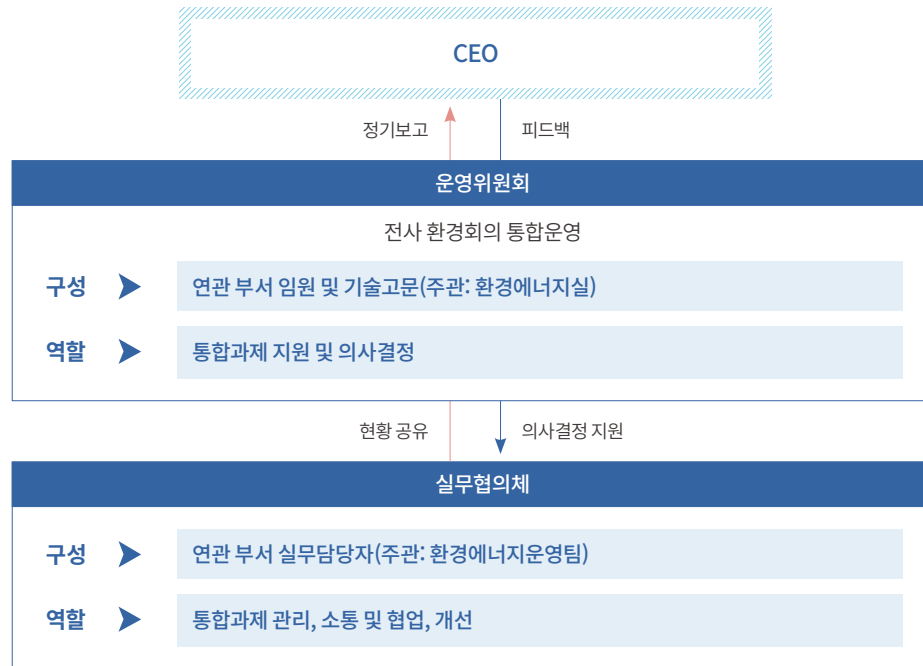 CEO
정기보고 피드백
운영위원회
전사 환경회의 통합운영
구성 연관 부서 임원 및 기술고문(주관: 환경에너지실)
역할 통합과제 지원 및 의사결정
현황 공유 의사결정 지원
실무협의체
구성 연관 부서 실무담당자(주관: 환경에너지운영팀)
역할 통합과제 관리, 소통 및 협업, 개선